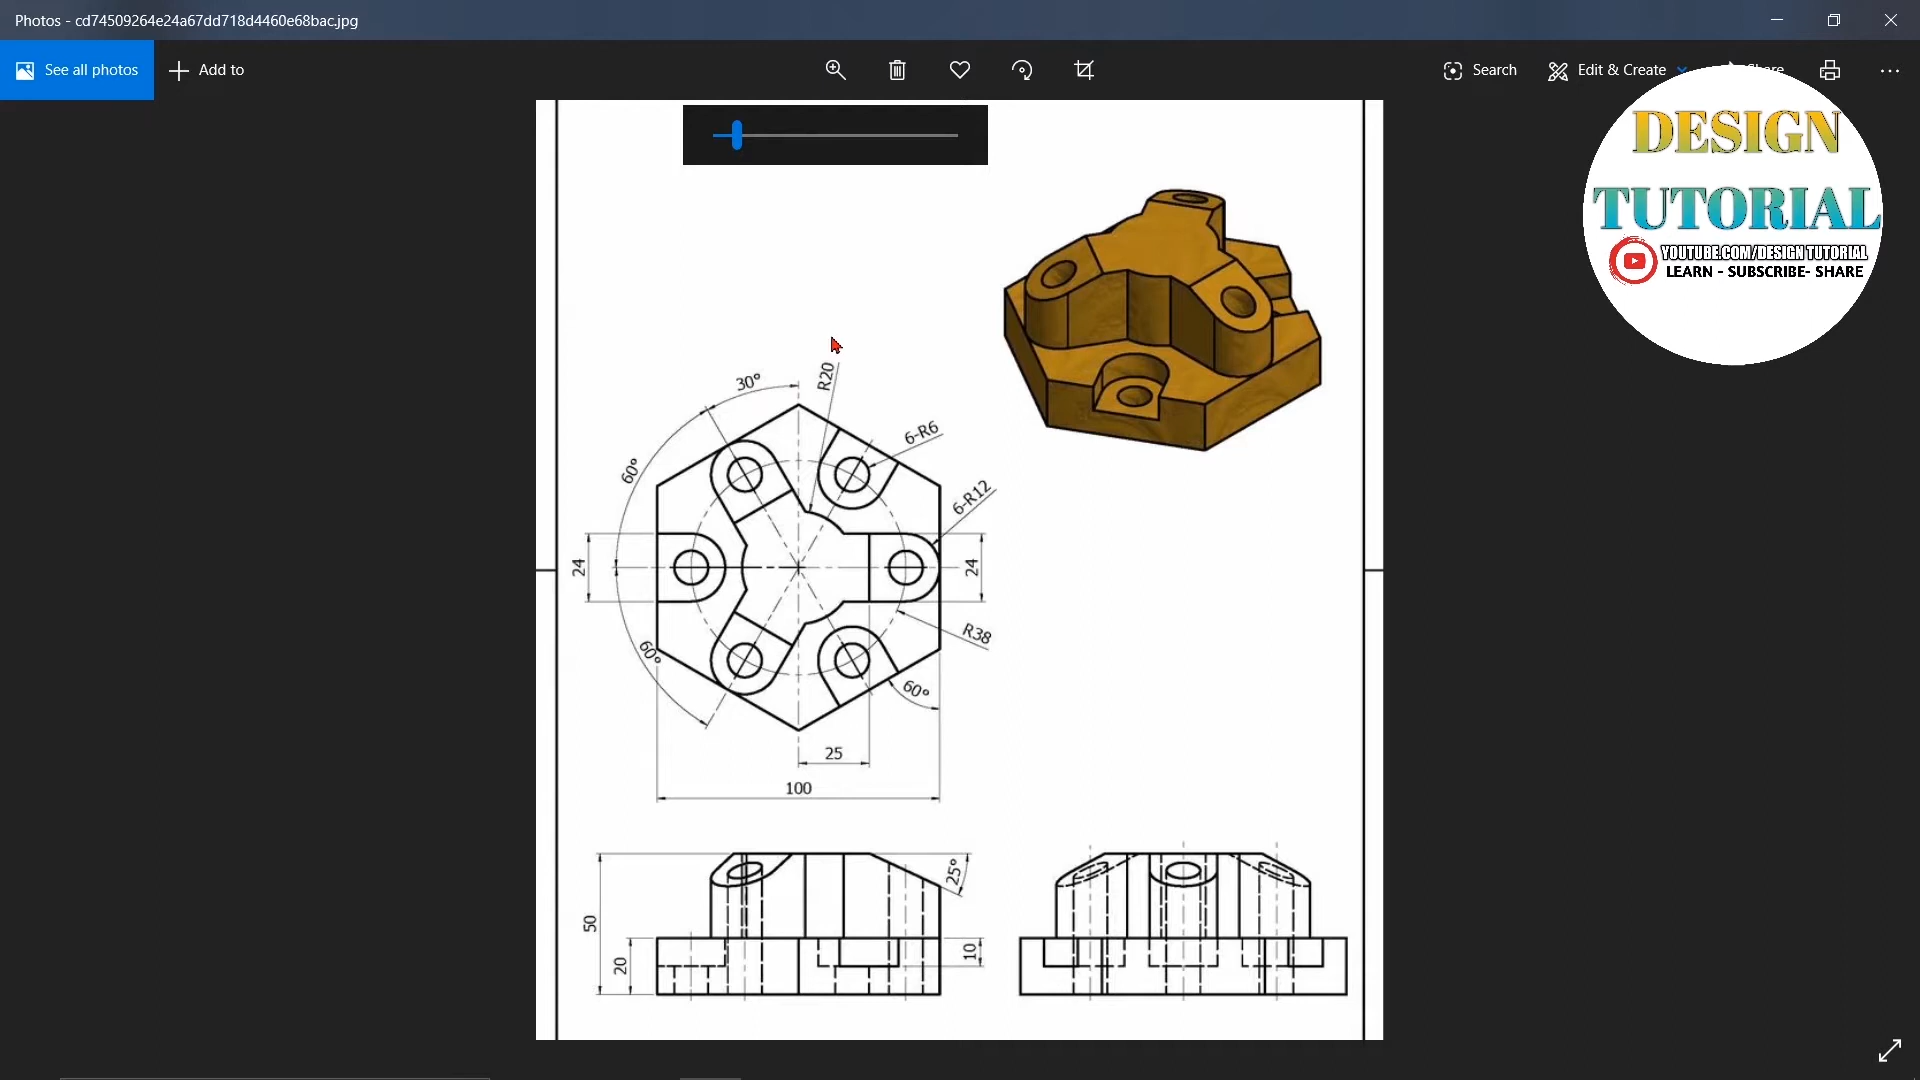 Photos - cd74509264e24a67dd718d4460e68bac.jpg
See all photos
Add to
Search
Edit & Create
Share
DESIGN
TUTORIAL
YOUTUBE.COM/DESIGN TUTORIAL
LEARN - SUBSCRIBE- SHARE
30°
R20
6-R6
60°
6-R12
24
24
R38
60°
60°
25
100
25°
50
20
10